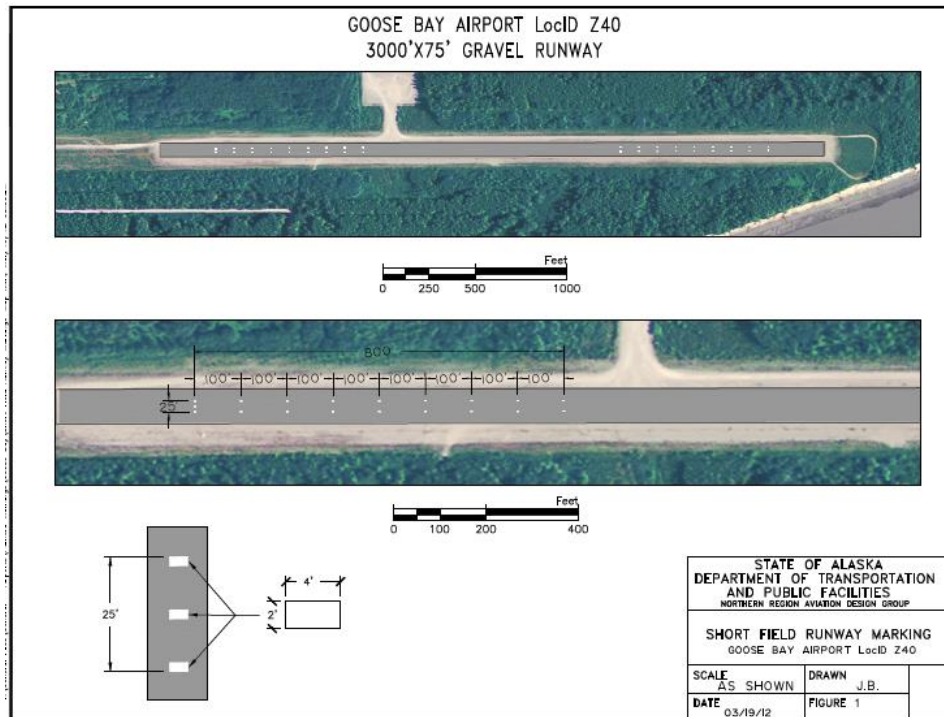 GOOSE BAY AIRPORT LocID Z40
3000'X75' GRAVEL RUNWAY
Feet
0 250 500 1000
800'
100' 100' 100' 100' 100' 100' 100' 100'
25'
Feet
0 100 200 400
4'
25'
2'
STATE OF ALASKA
DEPARTMENT OF TRANSPORTATION
AND PUBLIC FACILITIES
NORTHERN REGION AVIATION DESIGN GROUP
SHORT FIELD RUNWAY MARKING
GOOSE BAY AIRPORT LocID Z40
SCALE AS SHOWN
DRAWN J.B.
DATE 03/19/12
FIGURE 1